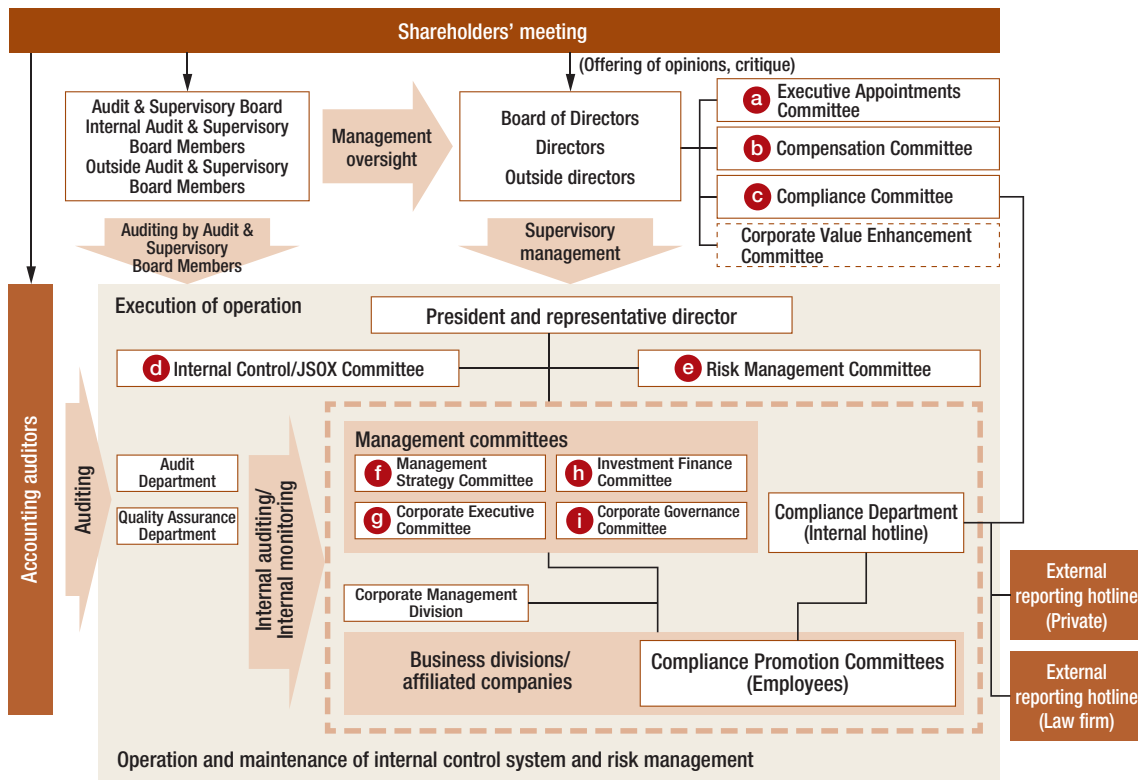 Shareholders’ meeting
(Offering of opinions, critique)
Audit & Supervisory Board
Internal Audit & Supervisory
Board Members
Outside Audit & Supervisory
Board Members
Management
oversight
Board of Directors
Directors
Outside directors
a
Executive Appointments
Committee
b
Compensation Committee
c
Compliance Committee
Corporate Value Enhancement
Committee
Auditing by Audit &
Supervisory
Board Members
Supervisory
management
Accounting auditors
Auditing
Execution of operation
President and representative director
d
Internal Control/JSOX Committee
e
Risk Management Committee
Audit
Department
Quality Assurance
Department
Internal auditing/
Internal monitoring
Management committees
f
Management
Strategy Committee
h
Investment Finance
Committee
g
Corporate Executive
Committee
i
Corporate Governance
Committee
Compliance Department
(Internal hotline)
Corporate Management
Division
Business divisions/
affiliated companies
Compliance Promotion Committees
(Employees)
External
reporting hotline
(Private)
External
reporting hotline
(Law firm)
Operation and maintenance of internal control system and risk management